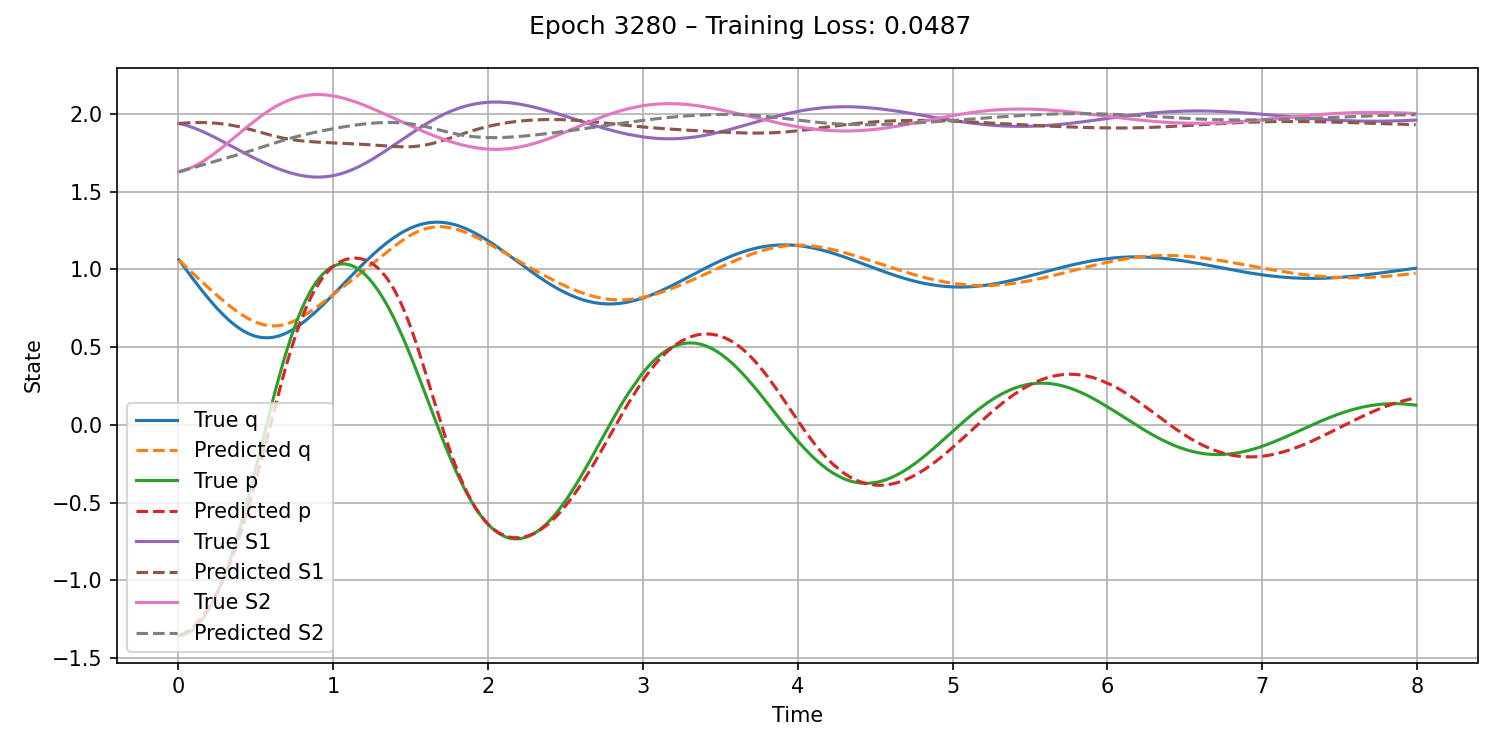 Epoch 3280 – Training Loss: 0.0487
2.0
1.5
1.0
0.5
0.0
−0.5
−1.0
−1.5
State
True q
Predicted q
True p
Predicted p
True S1
Predicted S1
True S2
Predicted S2
0 1 2 3 4 5 6 7 8
Time